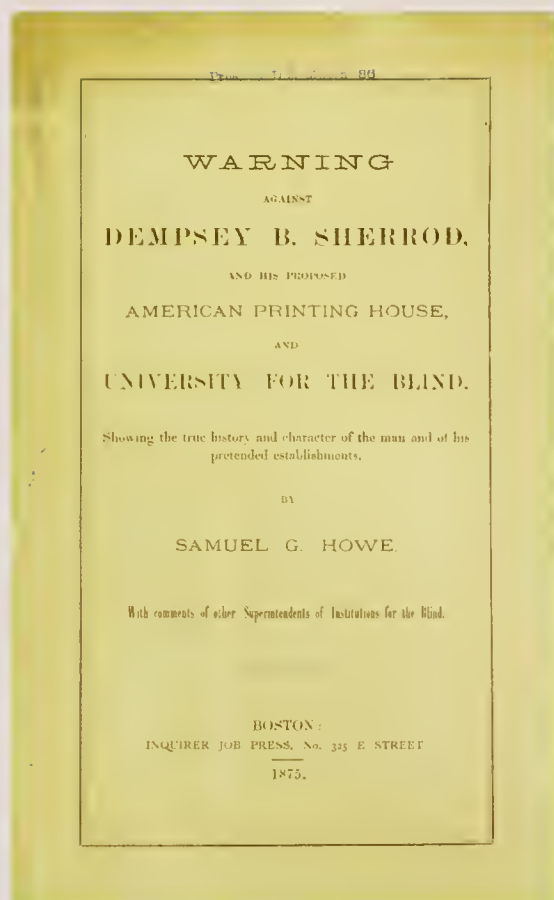 WARNING
AGAINST
DEMPSEY B. SHERROD,
AND HIS PROPOSED
AMERICAN PRINTING HOUSE,
AND
UNIVERSITY FOR THE BLIND.
Showing the true history and character of the man and of his
pretended establishments.
BY
SAMUEL G. HOWE.
With comments of other Superintendents of Institutions for the Blind.
BOSTON:
INQUIRER JOB PRESS, No. 325 E STREET
1875.